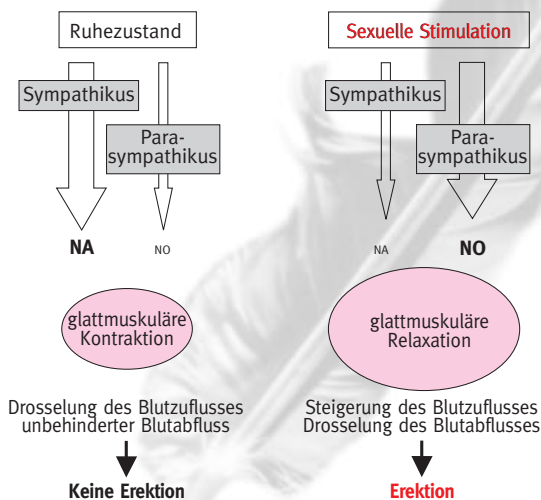 Ruhezustand
Sympathikus
Para-
sympathikus
NA
NO
glattmuskuläre
Kontraktion
Drosselung des Blutzuflusses
unbehinderter Blutabfluss
Keine Erektion
Sexuelle Stimulation
Sympathikus
Para-
sympathikus
NA
NO
glattmuskuläre
Relaxation
Steigerung des Blutzuflusses
Drosselung des Blutabflusses
Erektion